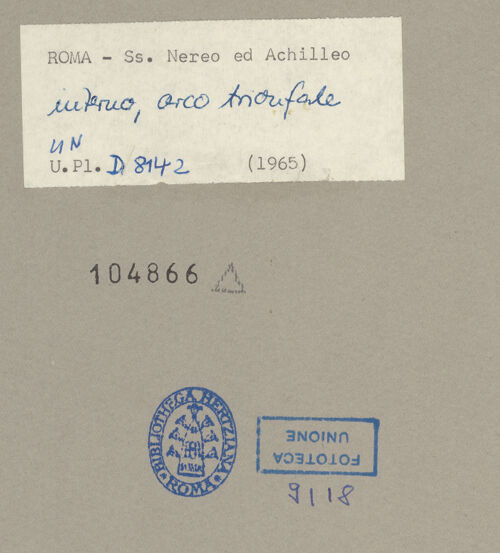 ROMA - Ss. Nereo ed Achilleo
interno, arco trionfale
UN
U.Pl. D 8142 (1965)
104866
BIBLIOTHECA HERTZIANA
ROMA
FOTOTECA
UNIONE
9118